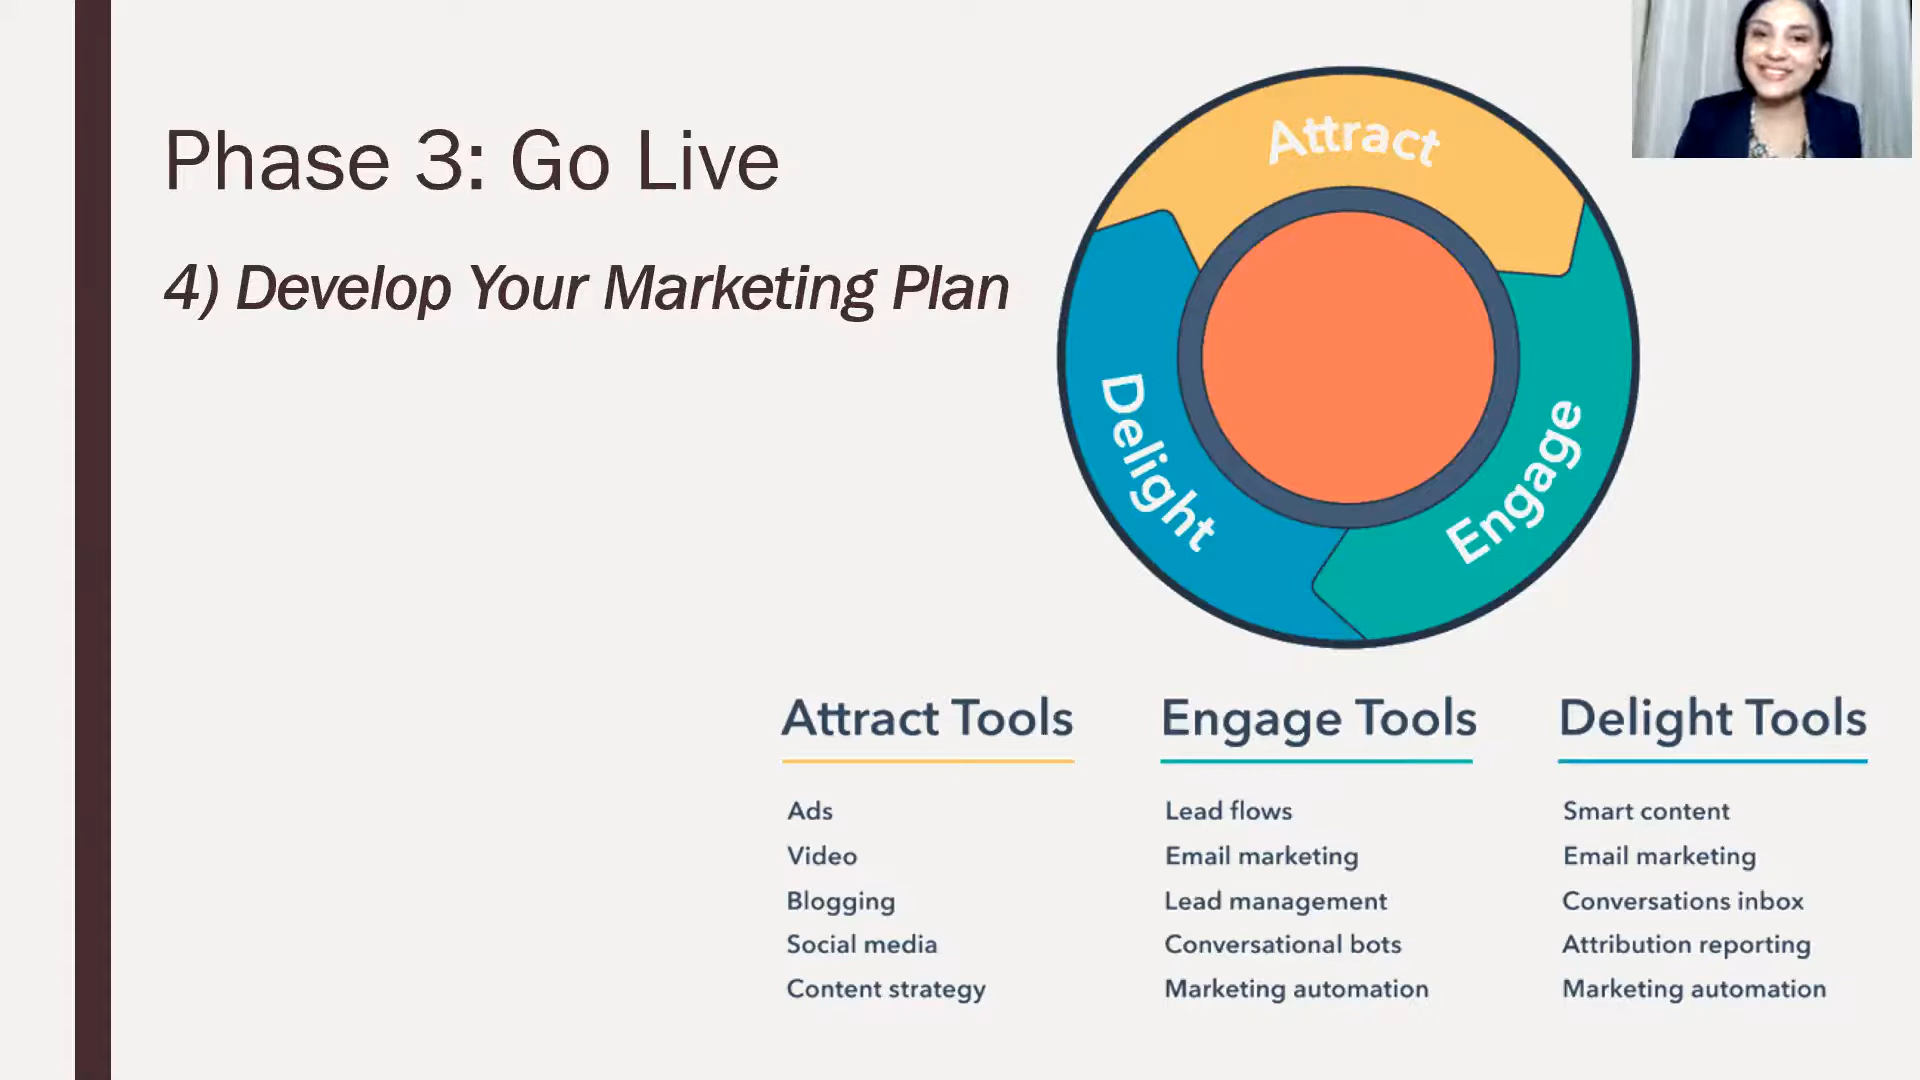 Phase 3: Go Live
4) Develop Your Marketing Plan
Attract
Engage
Delight
Attract Tools
Ads
Video
Blogging
Social media
Content strategy
Engage Tools
Lead flows
Email marketing
Lead management
Conversational bots
Marketing automation
Delight Tools
Smart content
Email marketing
Conversations inbox
Attribution reporting
Marketing automation